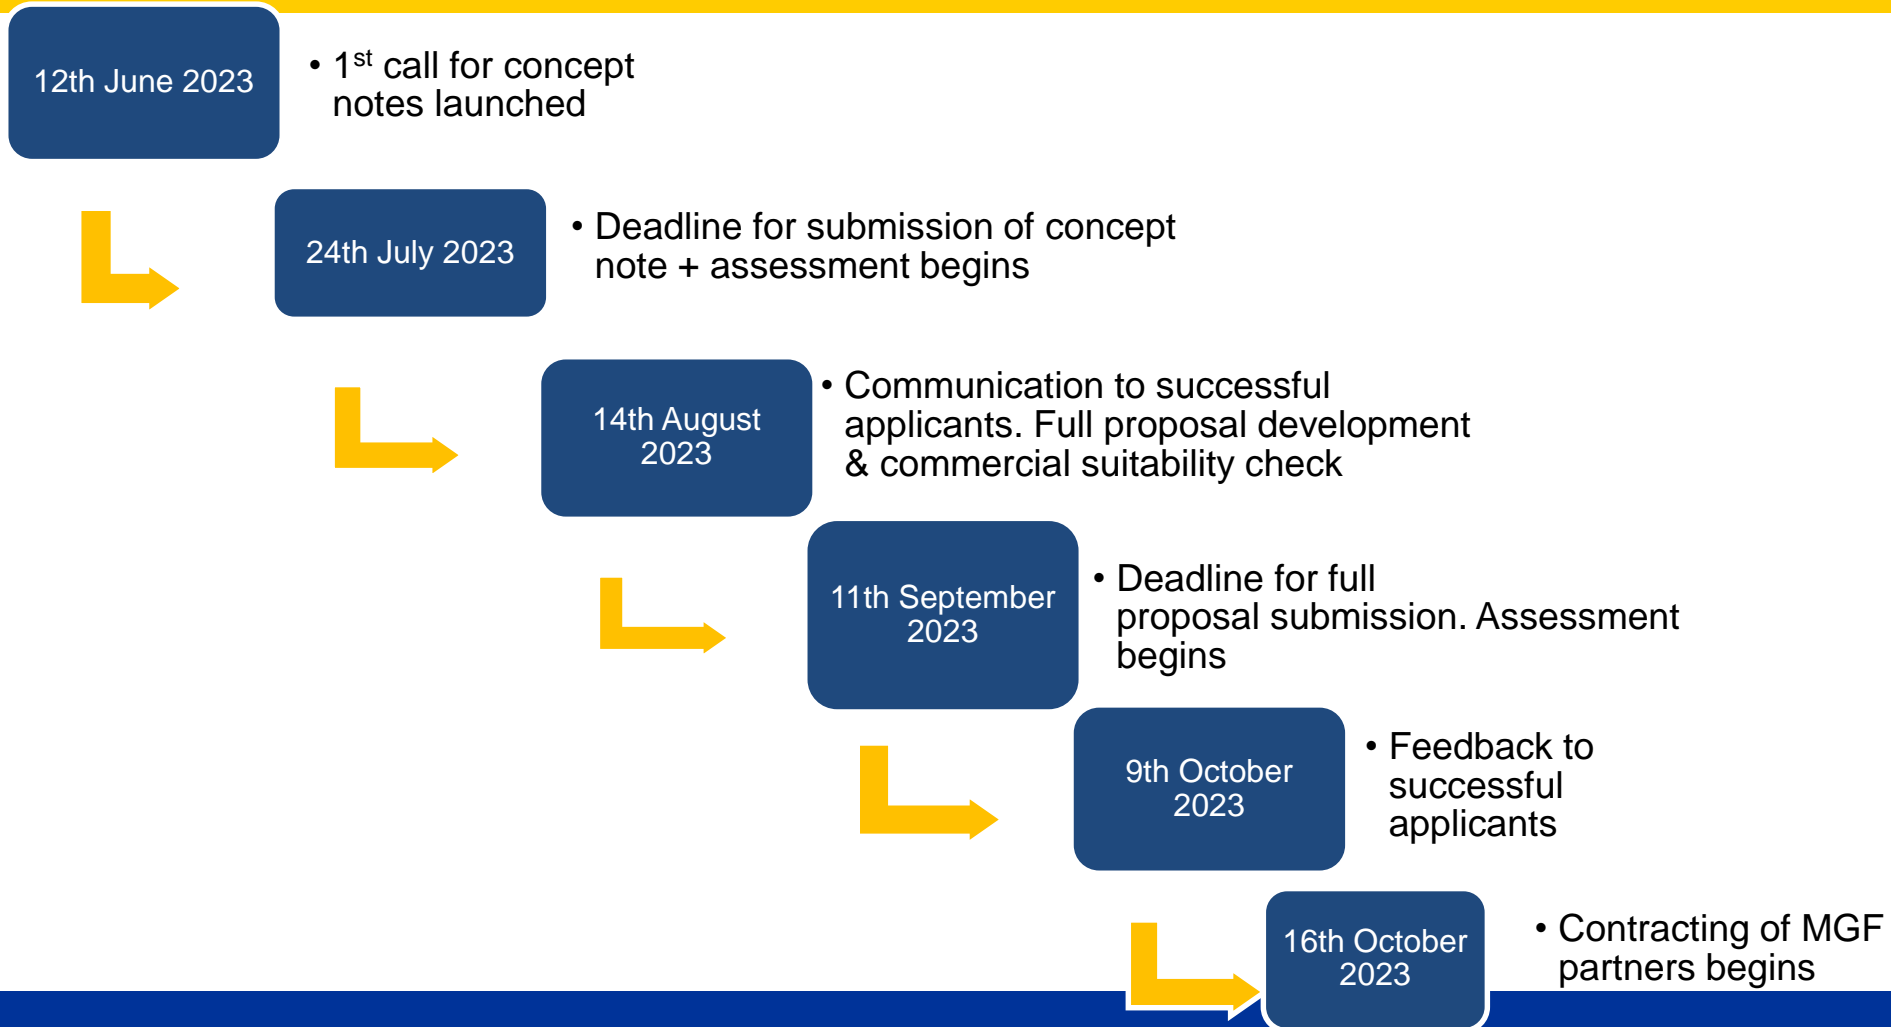 12th June 2023
• 1st call for concept
notes launched
24th July 2023
• Deadline for submission of concept
note + assessment begins
14th August
2023
• Communication to successful
applicants. Full proposal development
& commercial suitability check
11th September
2023
• Deadline for full
proposal submission. Assessment
begins
9th October
2023
• Feedback to
successful
applicants
16th October
2023
• Contracting of MGF
partners begins